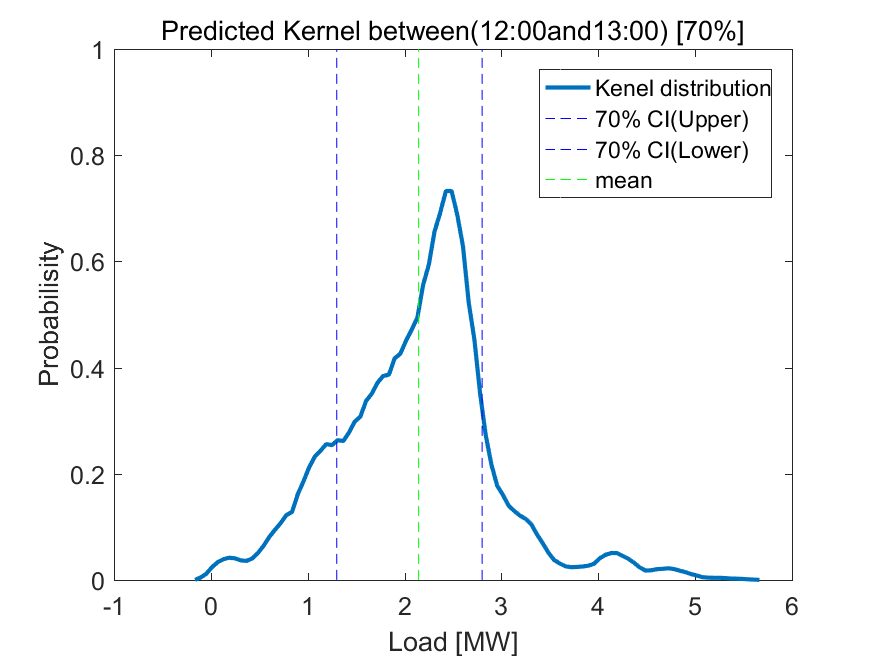 Predicted Kernel between(12:00and13:00) [70%]
1
0.8
0.6
0.4
0.2
0
Probabilisity
Kenel distribution
70% CI(Upper)
70% CI(Lower)
mean
-1 0 1 2 3 4 5 6
Load [MW]